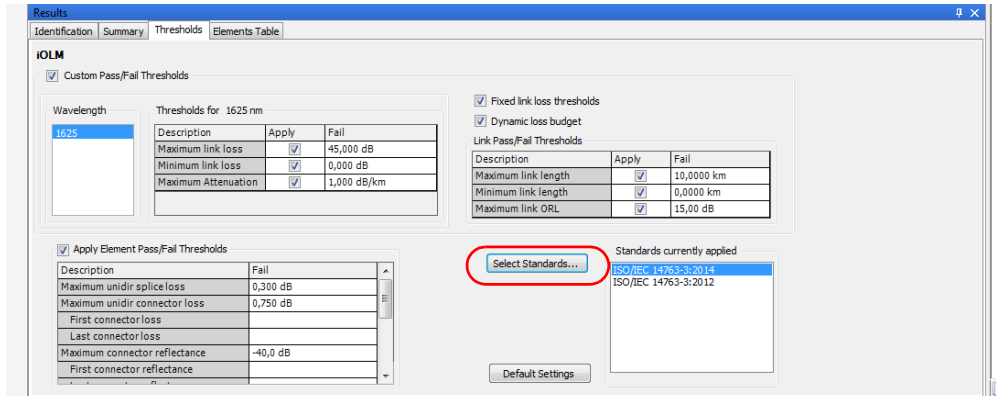 Results
Identification Summary Thresholds Elements Table
iOLM
Custom Pass/Fail Thresholds
Wavelength
1625
Thresholds for 1625 nm
Description Apply Fail
Maximum link loss 45,000 dB
Minimum link loss 0,000 dB
Maximum Attenuation 1,000 dB/km
Fixed link loss thresholds
Dynamic loss budget
Link Pass/Fail Thresholds
Description Apply Fail
Maximum link length 10,0000 km
Minimum link length 0,0000 km
Maximum link ORL 15,00 dB
Apply Element Pass/Fail Thresholds
Description Fail
Maximum unidir splice loss 0,300 dB
Maximum unidir connector loss 0,750 dB
First connector loss
Last connector loss
Maximum connector reflectance -40,0 dB
First connector reflectance
Select Standards...
Default Settings
Standards currently applied
ISO/IEC 14763-3:2014
ISO/IEC 14763-3:2012